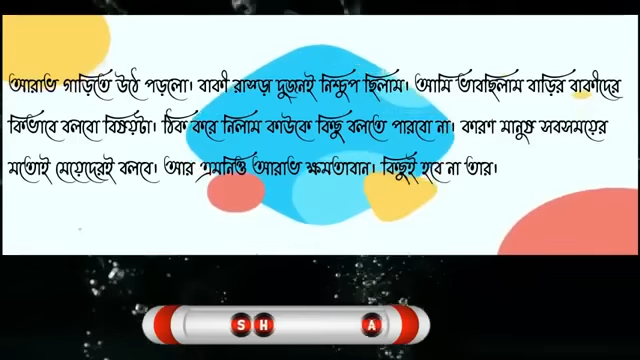 আরাভ গাড়িতে উঠে পড়লো। বাকী রাস্তা দুজনই নিশ্চুপ ছিলাম। আমি ভাবছিলাম বাড়ির বাকীদের
কিভাবে বলবো বিষয়টা। ঠিক করে নিলাম কাউকে কিছু বলতে পারবো না। কারণ মানুষ সবসময়ের
মতোই মেয়েদেরই বলবে। আর এমনিও আরাভ ক্ষমতাবান। কিছুই হবে না তার।
S H A